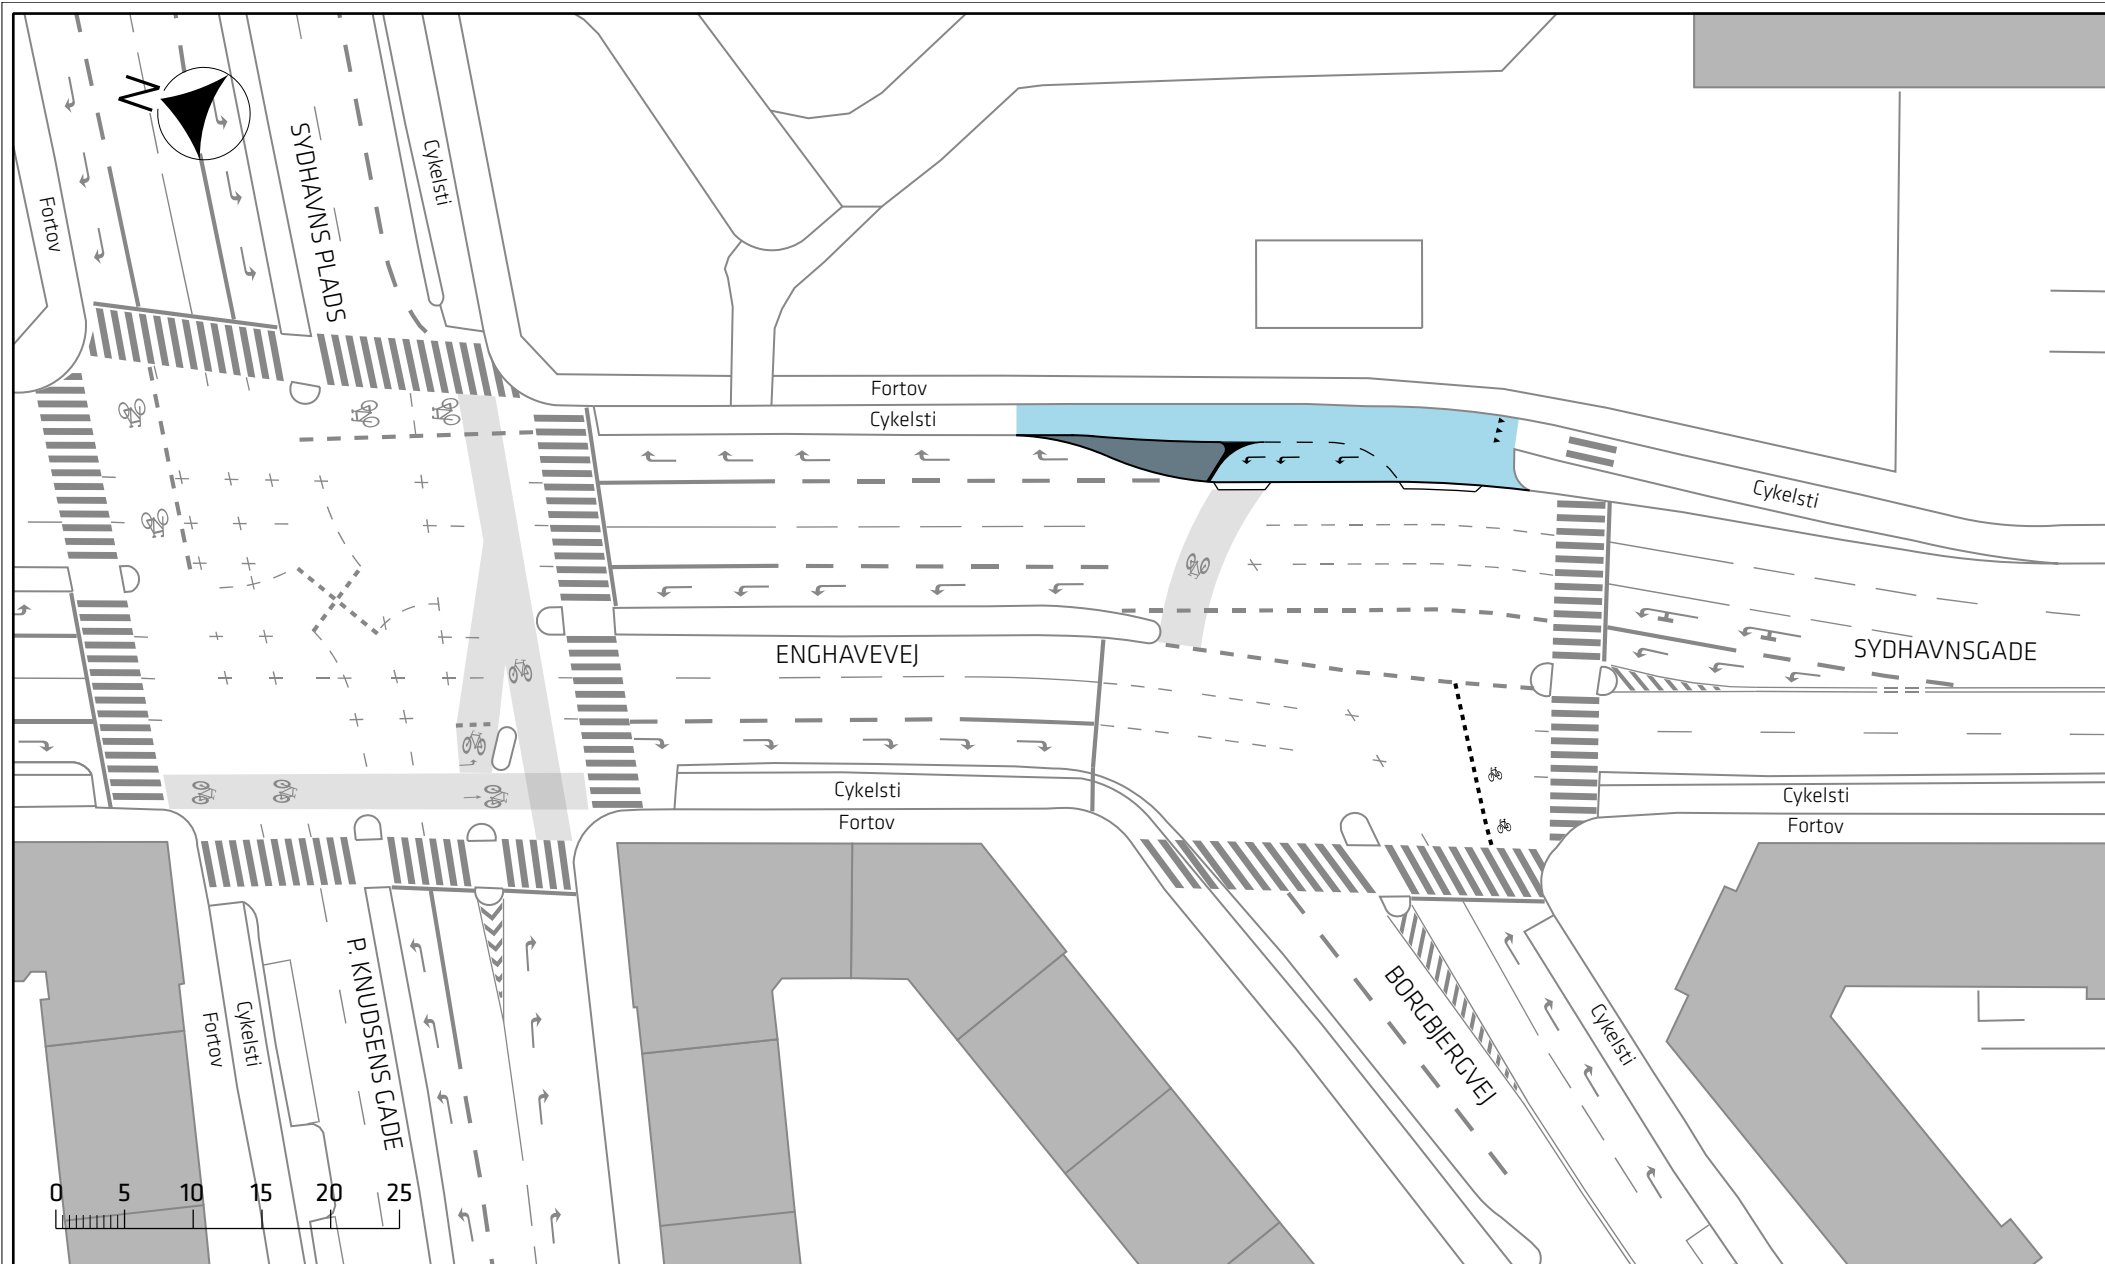 N
SYDHAVNS PLADS
Cykelsti
Fortov
Fortov
Cykelsti
Cykelsti
ENGHAVEVEJ
SYDHAVNSGADE
Cykelsti
Fortov
Cykelsti
Fortov
P. KNUDSENS GADE
Cykelsti
Fortov
BORGBJERGVEJ
Cykelsti
0 5 10 15 20 25